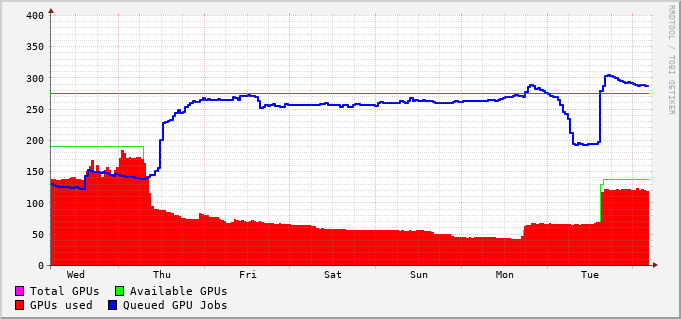 400
350
300
250
200
150
100
50
0
Wed Thu Fri Sat Sun Mon Tue
Total GPUs Available GPUs
GPUs used Queued GPU Jobs
RRDTOOL / TOBI OETIKER